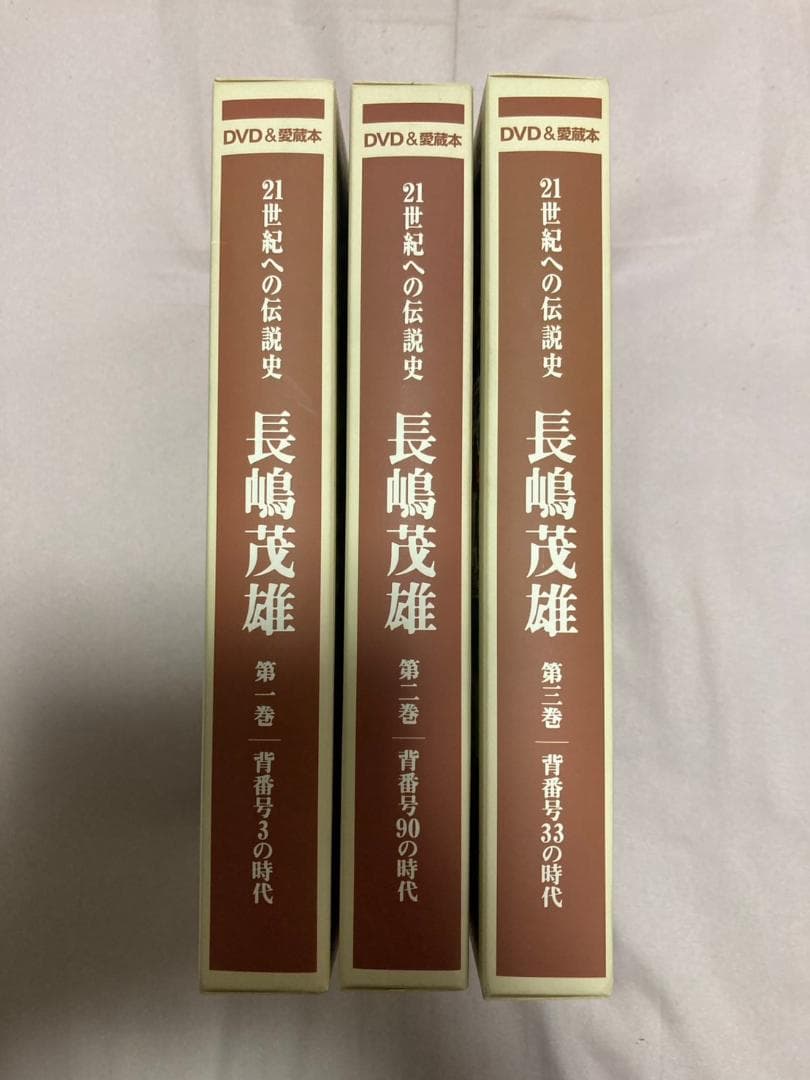 DVD&愛蔵本
21世紀への伝説史
長嶋茂雄
第一巻
背番号3の時代
DVD&愛蔵本
21世紀への伝説史
長嶋茂雄
第二巻
背番号90の時代
DVD&愛蔵本
21世紀への伝説史
長嶋茂雄
第三巻
背番号33の時代